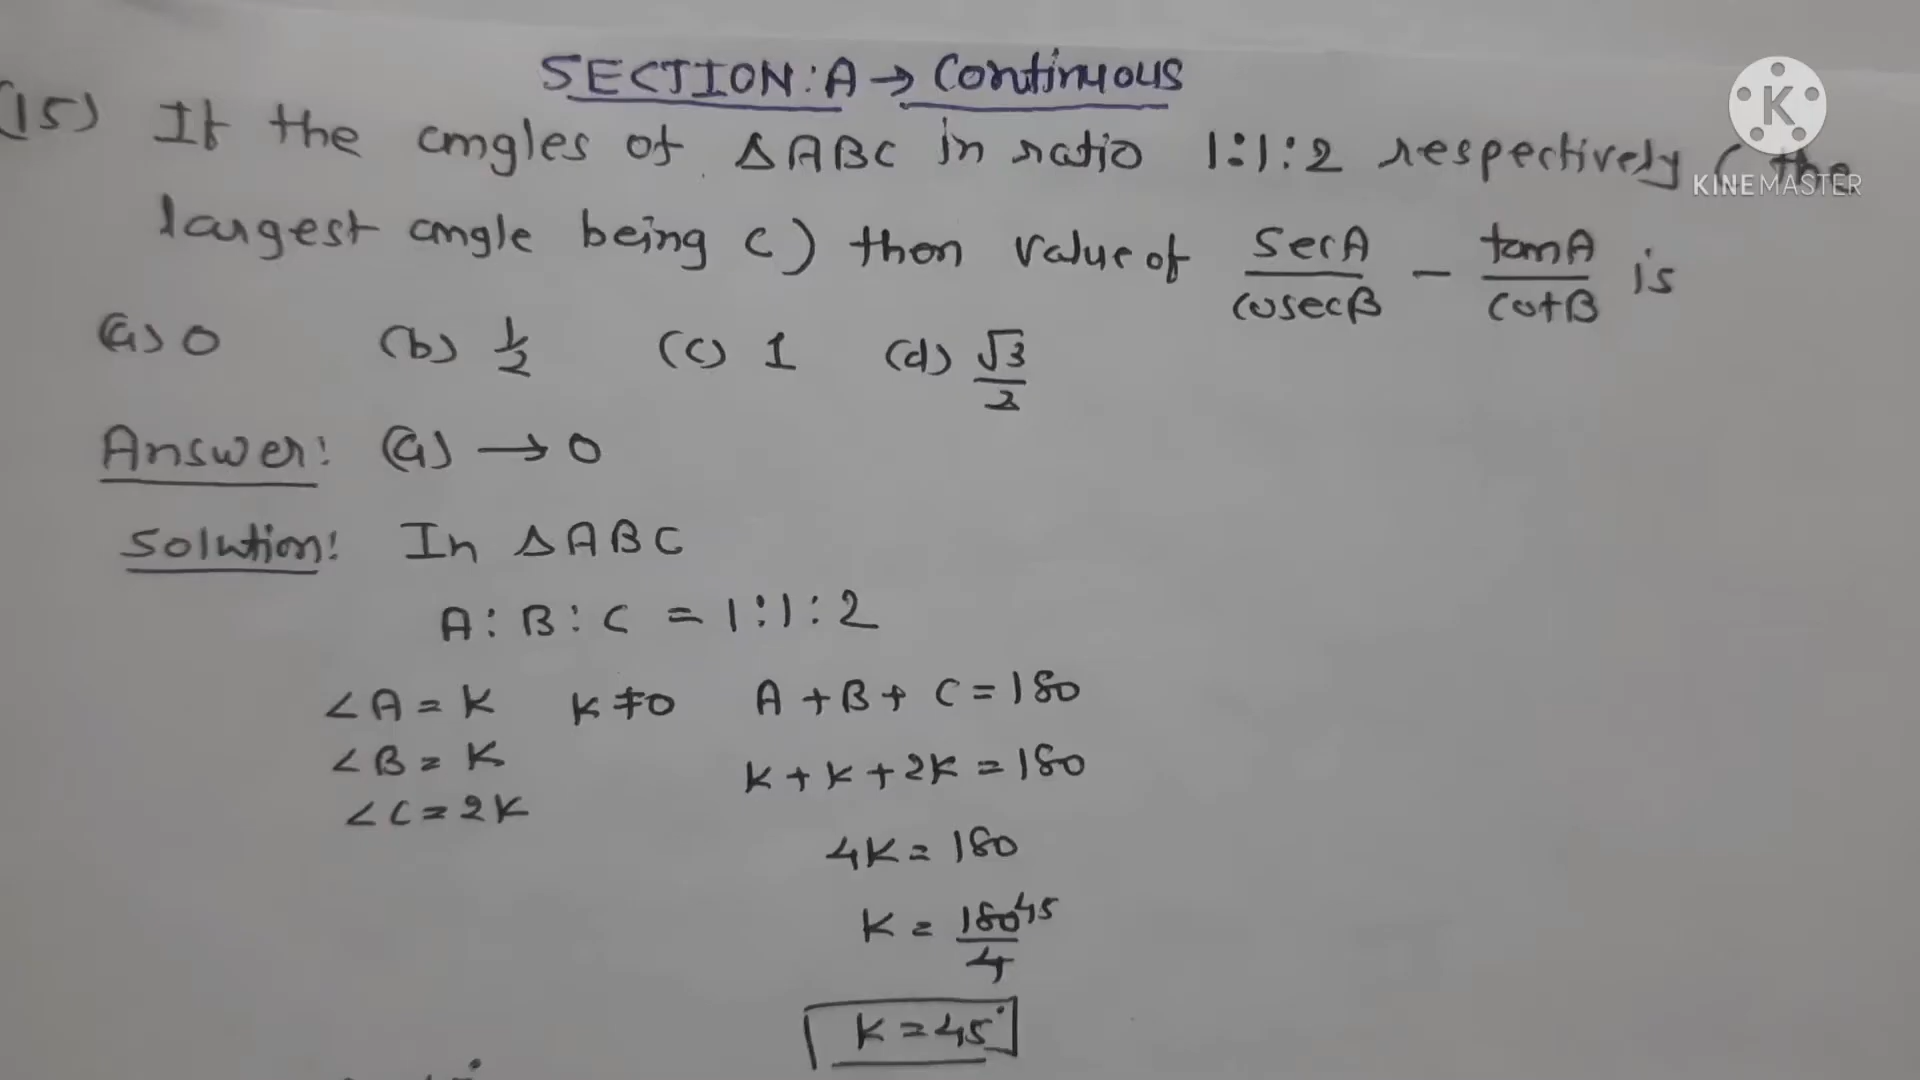 SECTION: A → Continuous
(15) If the angles of ΔABC in ratio 1:1:2 respectively ( the
largest angle being C) then value of secA/cosecB - tanA/cotB is
(a) 0 (b) 1/2 (c) 1 (d) √3/2
Answer: (a) → 0
Solution: In ΔABC
A : B : C = 1:1:2
∠A = K K ≠ 0 A + B + C = 180
∠B = K K + K + 2K = 180
∠C = 2K
4K = 180
K = 180/4 45
K = 45°
K
KINEMASTER